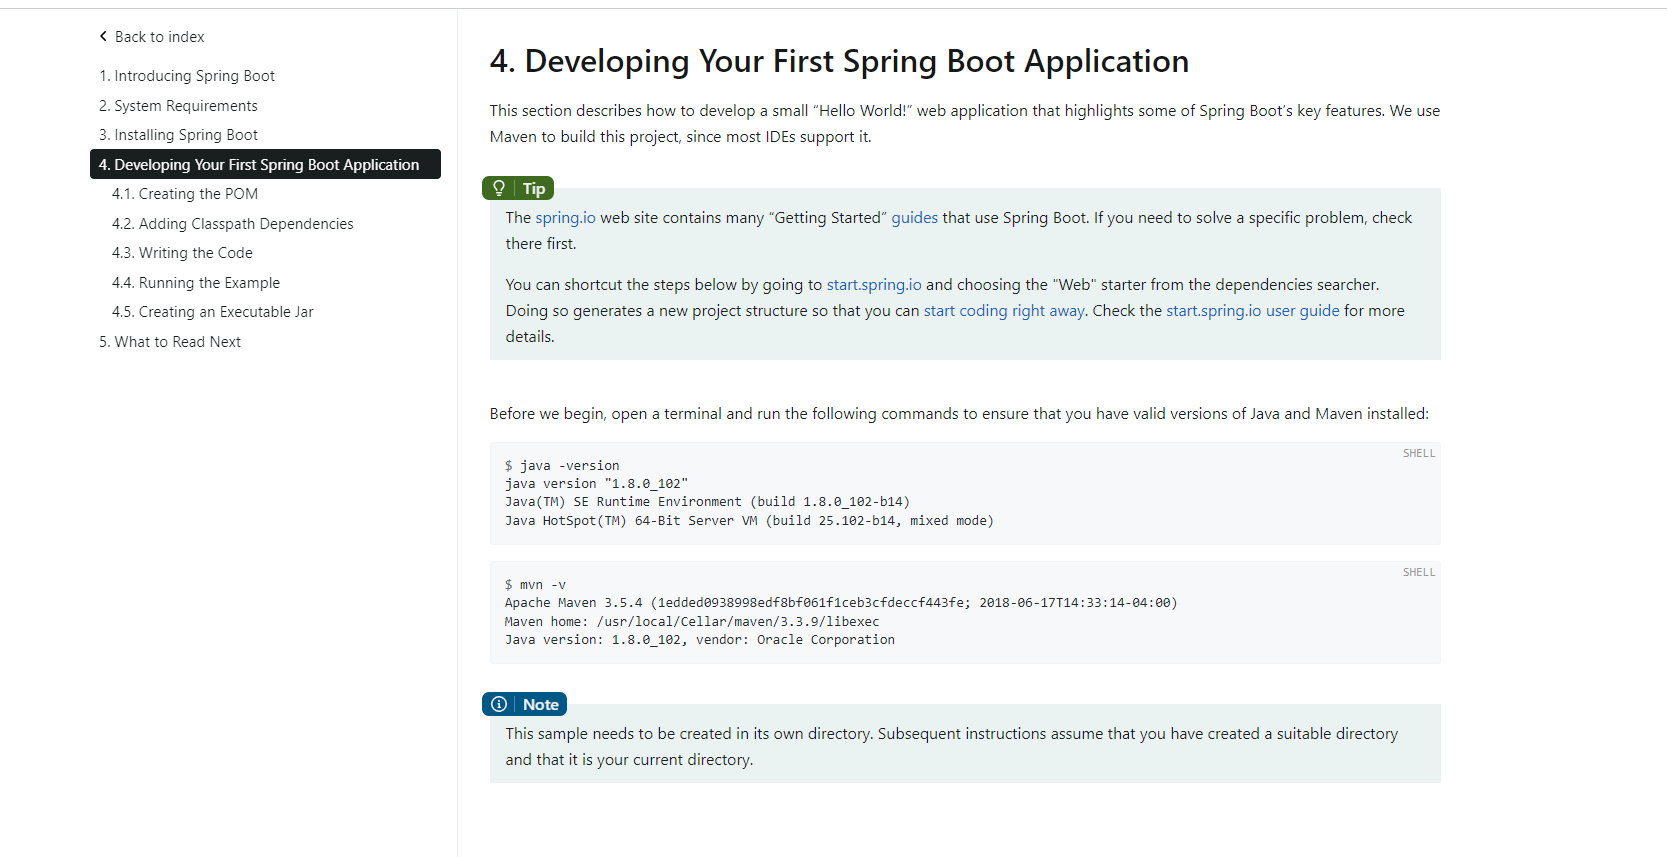 Back to index
1. Introducing Spring Boot
2. System Requirements
3. Installing Spring Boot
4. Developing Your First Spring Boot Application
4.1. Creating the POM
4.2. Adding Classpath Dependencies
4.3. Writing the Code
4.4. Running the Example
4.5. Creating an Executable Jar
5. What to Read Next
4. Developing Your First Spring Boot Application
This section describes how to develop a small “Hello World!” web application that highlights some of Spring Boot’s key features. We use
Maven to build this project, since most IDEs support it.
Tip
The spring.io web site contains many “Getting Started” guides that use Spring Boot. If you need to solve a specific problem, check
there first.
You can shortcut the steps below by going to start.spring.io and choosing the "Web" starter from the dependencies searcher.
Doing so generates a new project structure so that you can start coding right away. Check the start.spring.io user guide for more
details.
Before we begin, open a terminal and run the following commands to ensure that you have valid versions of Java and Maven installed:
SHELL
$ java -version
java version "1.8.0_102"
Java(TM) SE Runtime Environment (build 1.8.0_102-b14)
Java HotSpot(TM) 64-Bit Server VM (build 25.102-b14, mixed mode)
SHELL
$ mvn -v
Apache Maven 3.5.4 (1edded0938998edf8bf061f1ceb3cfdeccf443fe; 2018-06-17T14:33:14-04:00)
Maven home: /usr/local/Cellar/maven/3.3.9/libexec
Java version: 1.8.0_102, vendor: Oracle Corporation
Note
This sample needs to be created in its own directory. Subsequent instructions assume that you have created a suitable directory
and that it is your current directory.